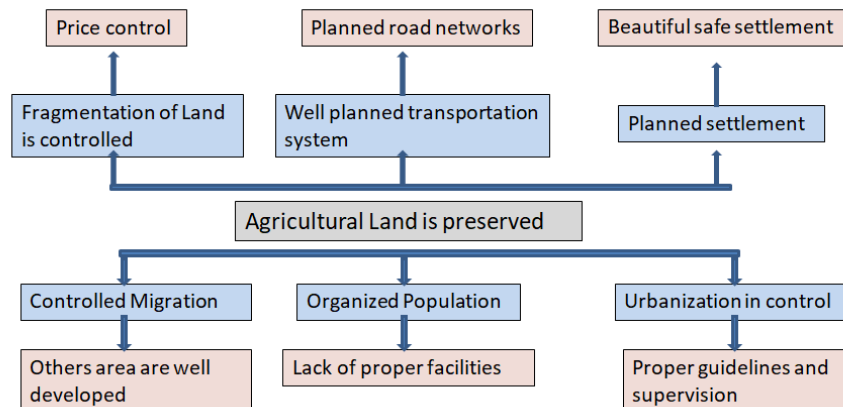 Price control
Planned road networks
Beautiful safe settlement
Fragmentation of Land
is controlled
Well planned transportation
system
Planned settlement
Agricultural Land is preserved
Controlled Migration
Organized Population
Urbanization in control
Others area are well
developed
Lack of proper facilities
Proper guidelines and
supervision